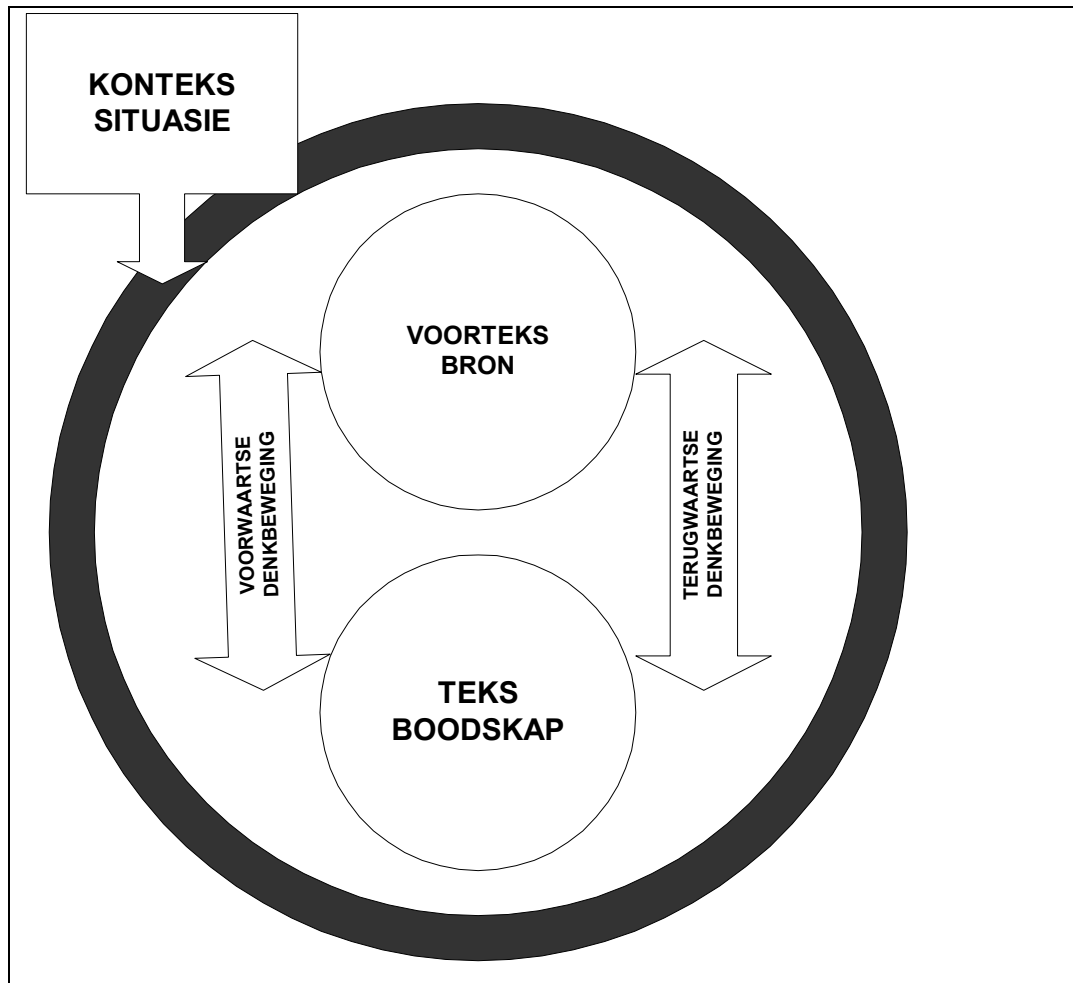 KONTEKS
SITUASIE
VOORTEKS
BRON
VOORWAARTSE
DENKBEWEGING
TERUGWAARTSE
DENKBEWEGING
TEKS
BOODSKAP